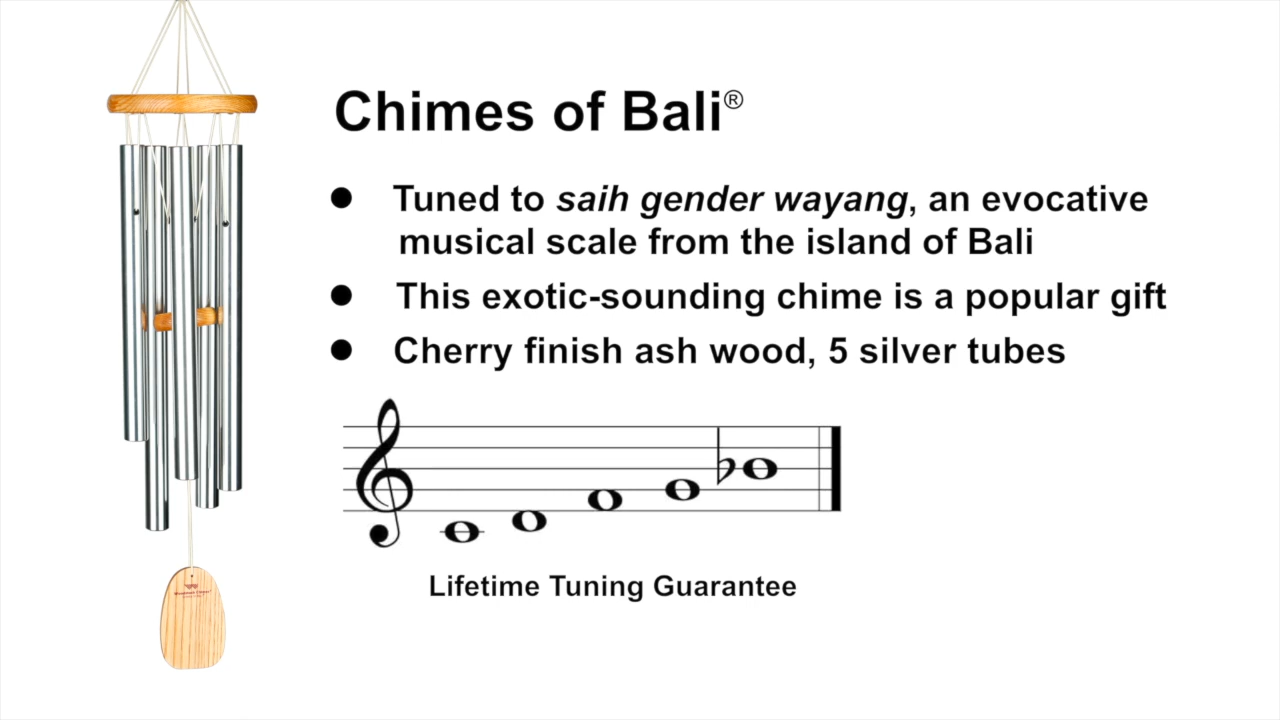 Chimes of Bali®
● Tuned to saih gender wayang, an evocative
musical scale from the island of Bali
● This exotic-sounding chime is a popular gift
● Cherry finish ash wood, 5 silver tubes
Lifetime Tuning Guarantee